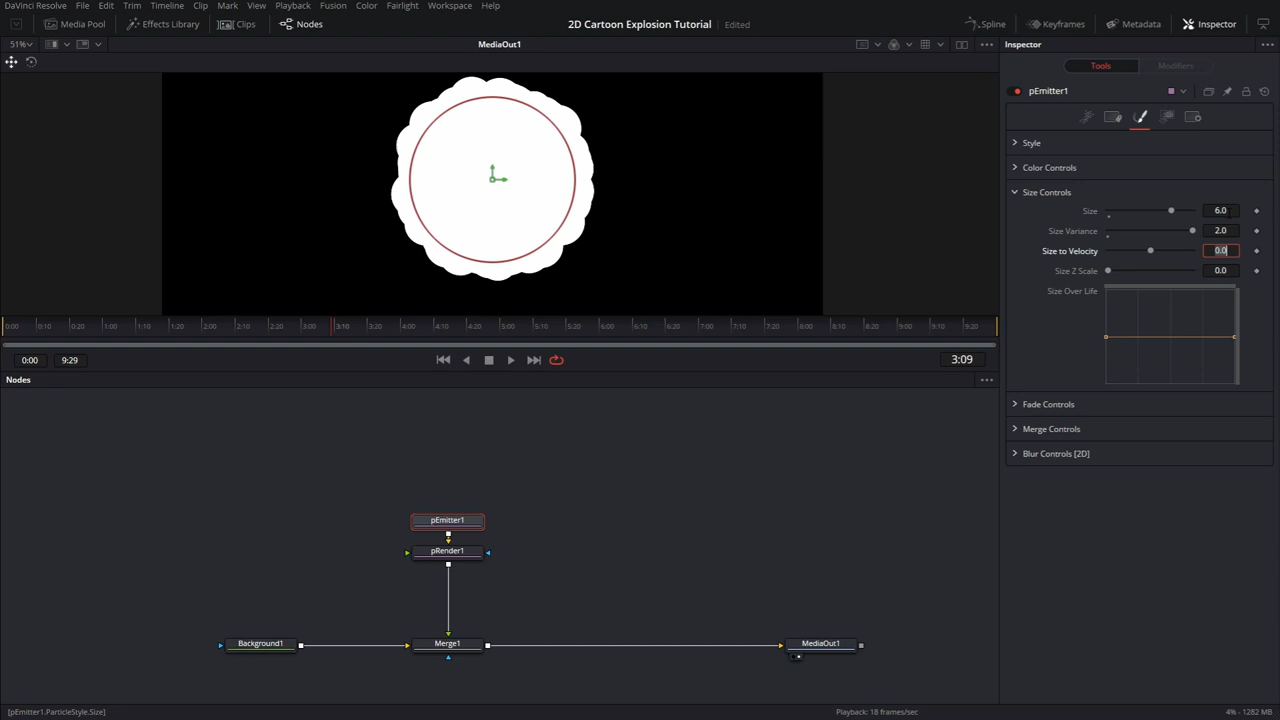 DaVinci Resolve File Edit Trim Timeline Clip Mark View Playback Fusion Color Fairlight Workspace Help
Media Pool Effects Library Clips Nodes 2D Cartoon Explosion Tutorial Edited Spline Keyframes Metadata Inspector
51% MediaOut1 Inspector
Tools Modifiers
pEmitter1
Style
Color Controls
Size Controls
Size 6.0
Size Variance 2.0
Size to Velocity 0.0
Size Z Scale 0.0
Size Over Life
0:00 0:10 0:20 1:00 1:10 1:20 2:00 2:10 2:20 3:00 3:10 3:20 4:00 4:10 4:20 5:00 5:10 5:20 6:00 6:10 6:20 7:00 7:10 7:20 8:00 8:10 8:20 9:00 9:10 9:20
0:00 9:29 3:09
Nodes
Fade Controls
Merge Controls
Blur Controls [2D]
pEmitter1
pRender1
Background1 Merge1 MediaOut1
[pEmitter1.ParticleStyle.Size] Playback: 18 frames/sec 4% - 1282 MB